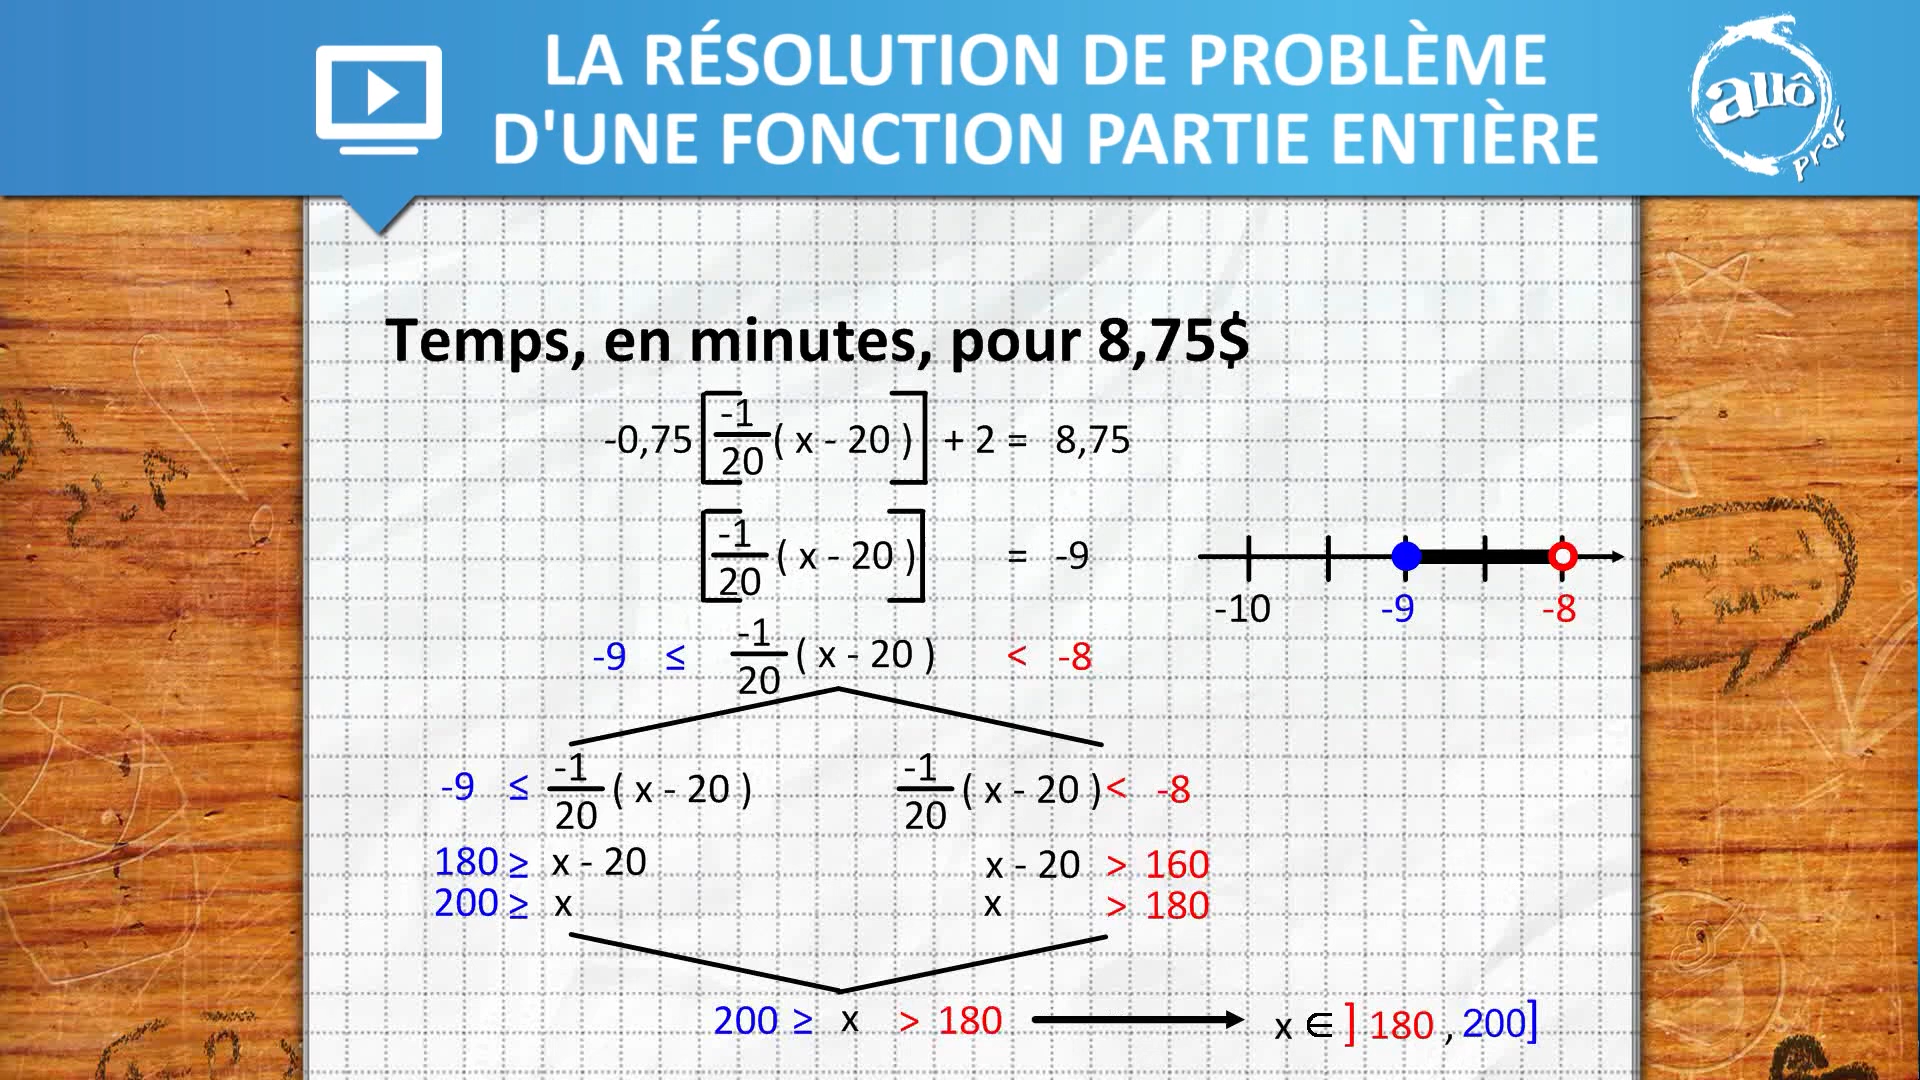 LA RÉSOLUTION DE PROBLÈME
D'UNE FONCTION PARTIE ENTIÈRE
allô
prof
Temps, en minutes, pour 8,75$
-0,75 [ -1/20 ( x - 20 ) ] + 2 = 8,75
[ -1/20 ( x - 20 ) ] = -9
-10 -9 -8
-9 ≤ -1/20 ( x - 20 ) < -8
-9 ≤ -1/20 ( x - 20 ) -1/20 ( x - 20 ) < -8
180 ≥ x - 20 x - 20 > 160
200 ≥ x x > 180
200 ≥ x > 180 x ∈ ] 180 , 200]